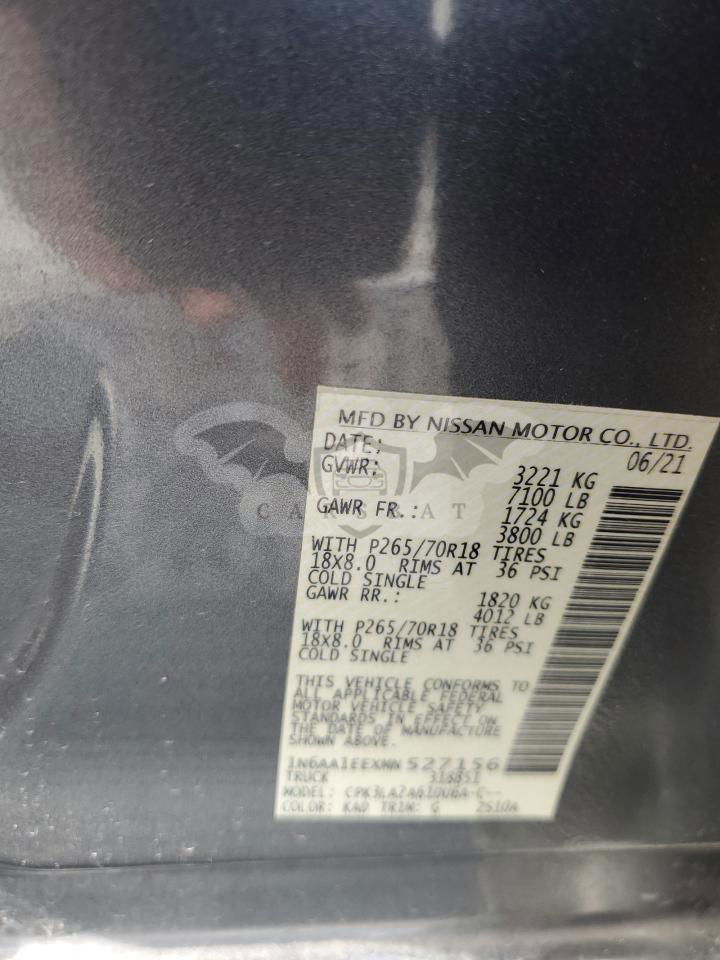 MFD BY NISSAN MOTOR CO., LTD.
DATE: 06/21
GVWR: 3221 KG
7100 LB
GAWR FR.: 1724 KG
3800 LB
WITH P265/70R18 TIRES
18X8.0 RIMS AT 36 PSI
COLD SINGLE
GAWR RR.: 1820 KG
4012 LB
WITH P265/70R18 TIRES
18X8.0 RIMS AT 36 PSI
COLD SINGLE
THIS VEHICLE CONFORMS TO
ALL APPLICABLE FEDERAL
MOTOR VEHICLE SAFETY
STANDARDS IN EFFECT ON
THE DATE OF MANUFACTURE
SHOWN ABOVE.
1N6AA1EEXMN 527156
TRUCK
MODEL:
COLOR: KAD TRIM: G